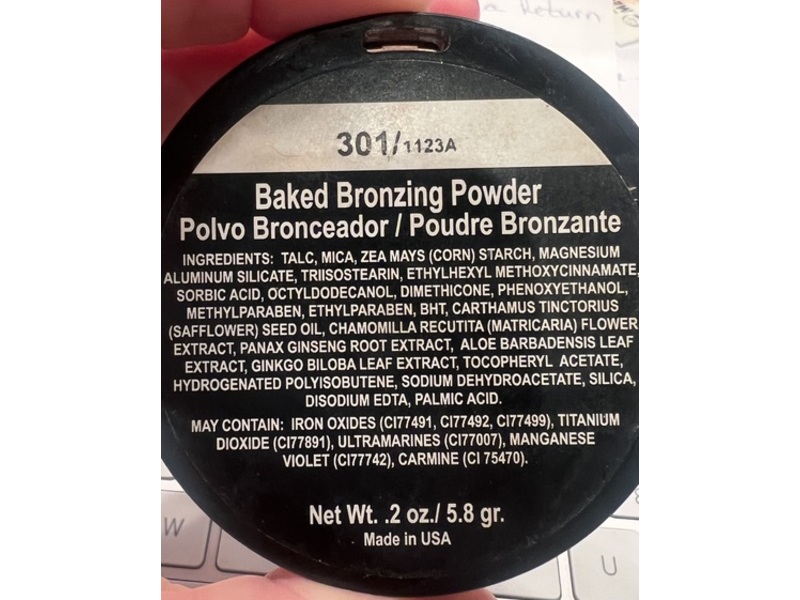 a Return
301/1123A
Baked Bronzing Powder
Polvo Bronceador / Poudre Bronzante
INGREDIENTS: TALC, MICA, ZEA MAYS (CORN) STARCH, MAGNESIUM
ALUMINUM SILICATE, TRIISOSTEARIN, ETHYLHEXYL METHOXYCINNAMATE,
SORBIC ACID, OCTYLDODECANOL, DIMETHICONE, PHENOXYETHANOL,
METHYLPARABEN, ETHYLPARABEN, BHT, CARTHAMUS TINCTORIUS
(SAFFLOWER) SEED OIL, CHAMOMILLA RECUTITA (MATRICARIA) FLOWER
EXTRACT, PANAX GINSENG ROOT EXTRACT, ALOE BARBADENSIS LEAF
EXTRACT, GINKGO BILOBA LEAF EXTRACT, TOCOPHERYL ACETATE,
HYDROGENATED POLYISOBUTENE, SODIUM DEHYDROACETATE, SILICA,
DISODIUM EDTA, PALMIC ACID.
MAY CONTAIN: IRON OXIDES (CI77491, CI77492, CI77499), TITANIUM
DIOXIDE (CI77891), ULTRAMARINES (CI77007), MANGANESE
VIOLET (CI77742), CARMINE (CI 75470).
Net Wt. .2 oz./ 5.8 gr.
Made in USA
W
U